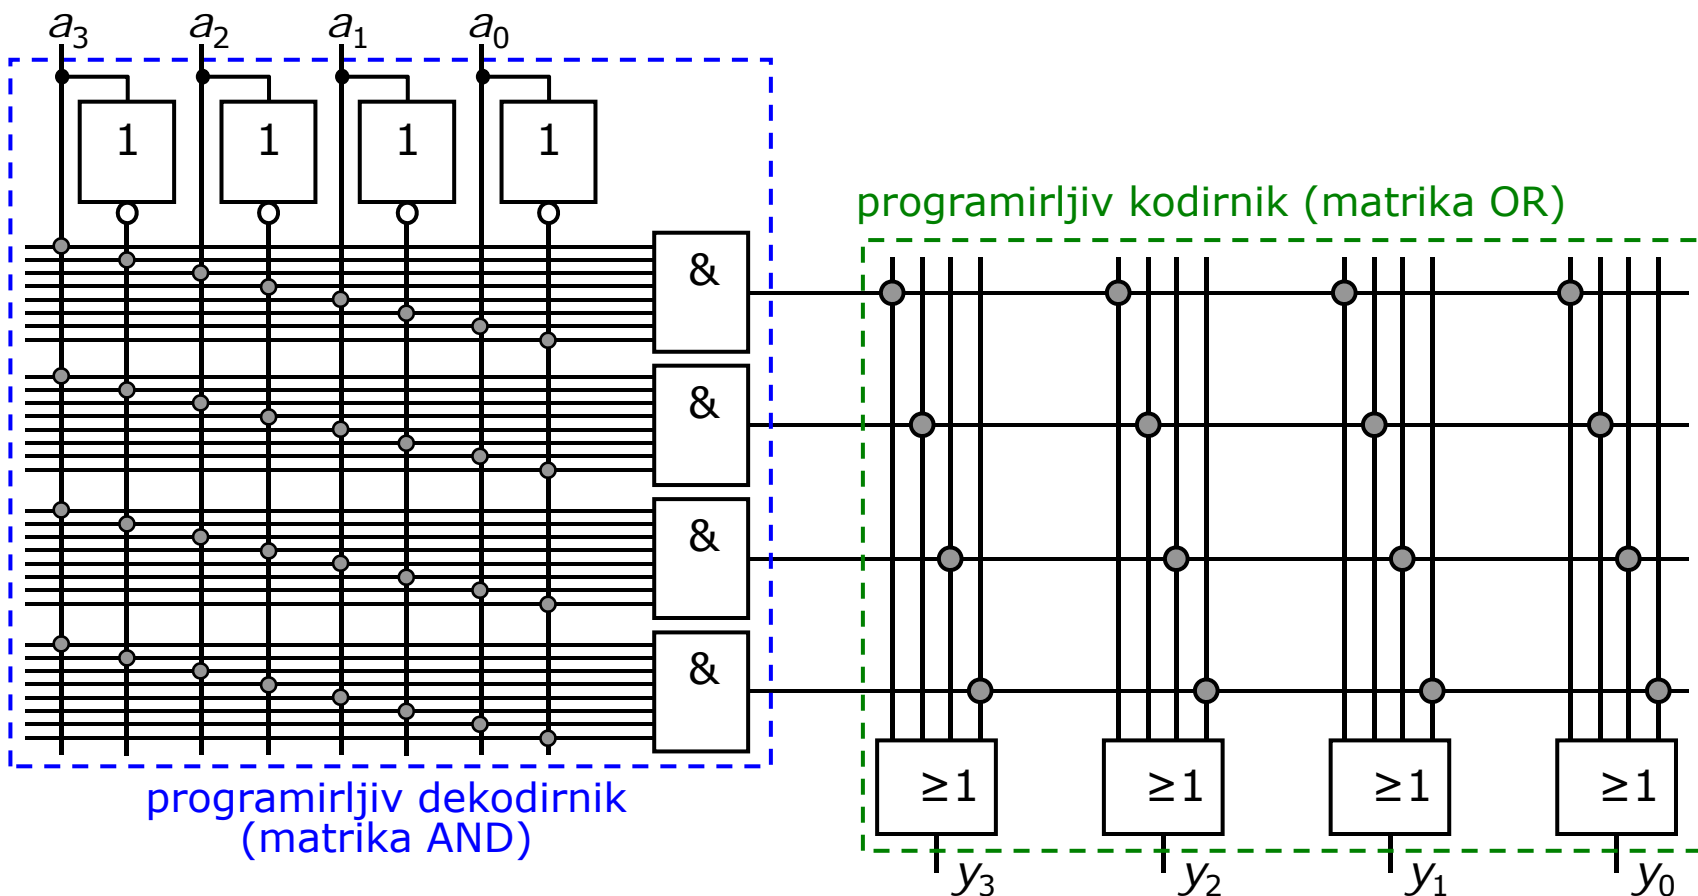 a3 a2 a1 a0
1 1 1 1
programirljiv kodirnik (matrika OR)
&
&
&
&
≥1 ≥1 ≥1 ≥1
programirljiv dekodirnik
(matrika AND)
y3 y2 y1 y0